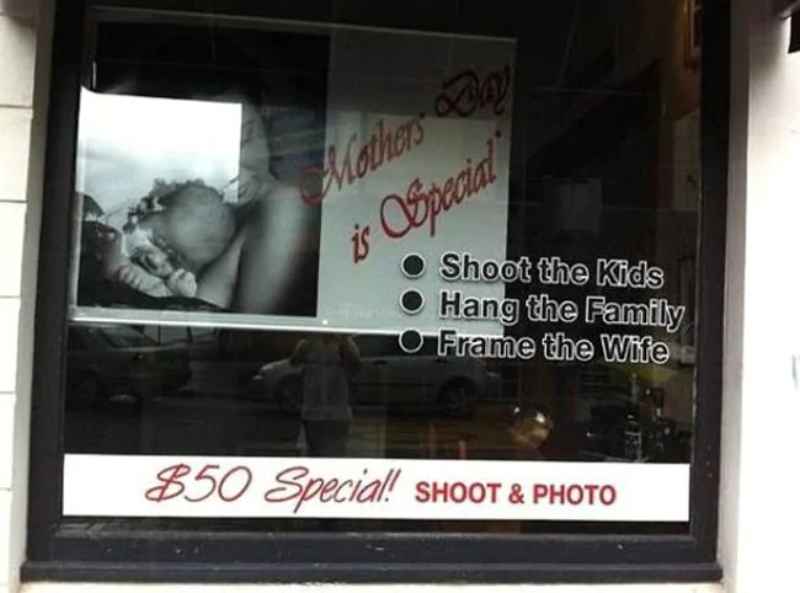 Mothers Day
is Special
Shoot the Kids
Hang the Family
Frame the Wife
$50 Special! SHOOT & PHOTO